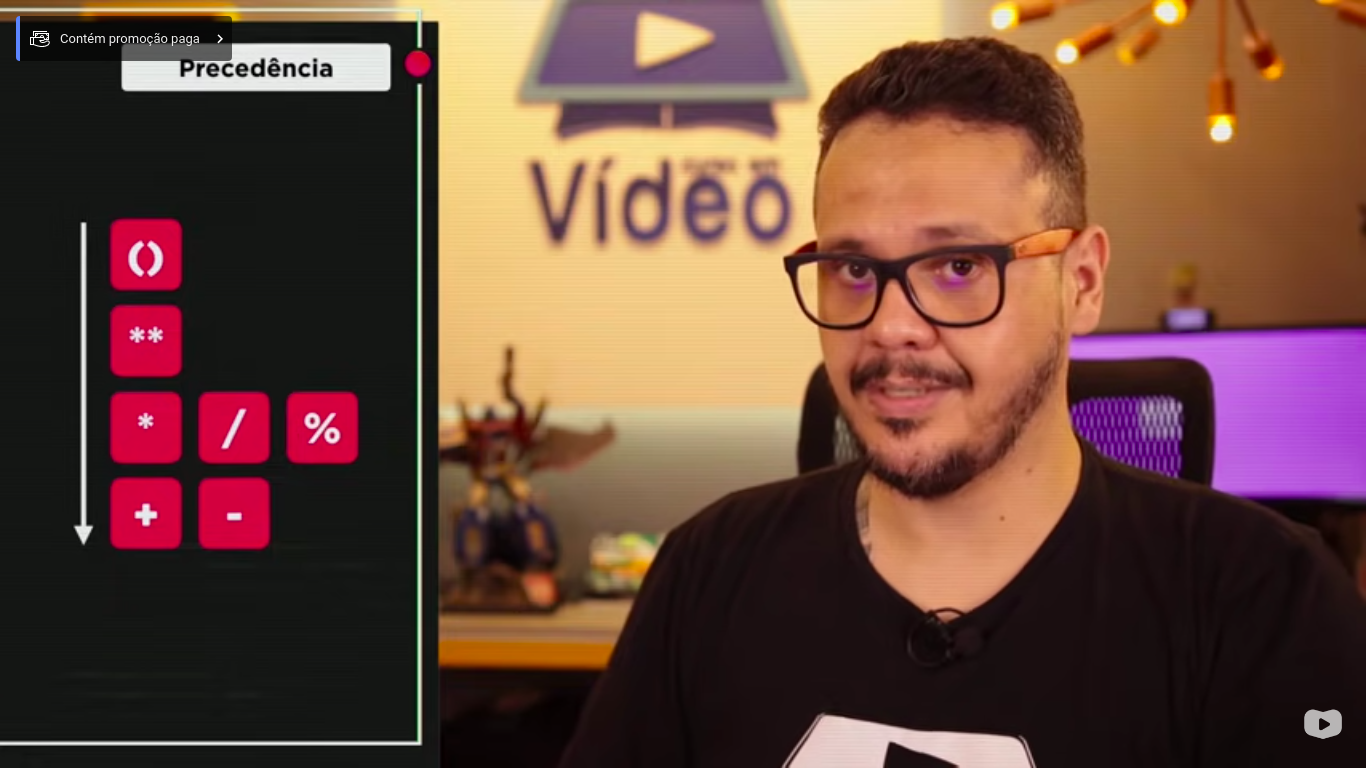 Contém promoção paga
Precedência
()
**
* / %
+ -
Vídeo